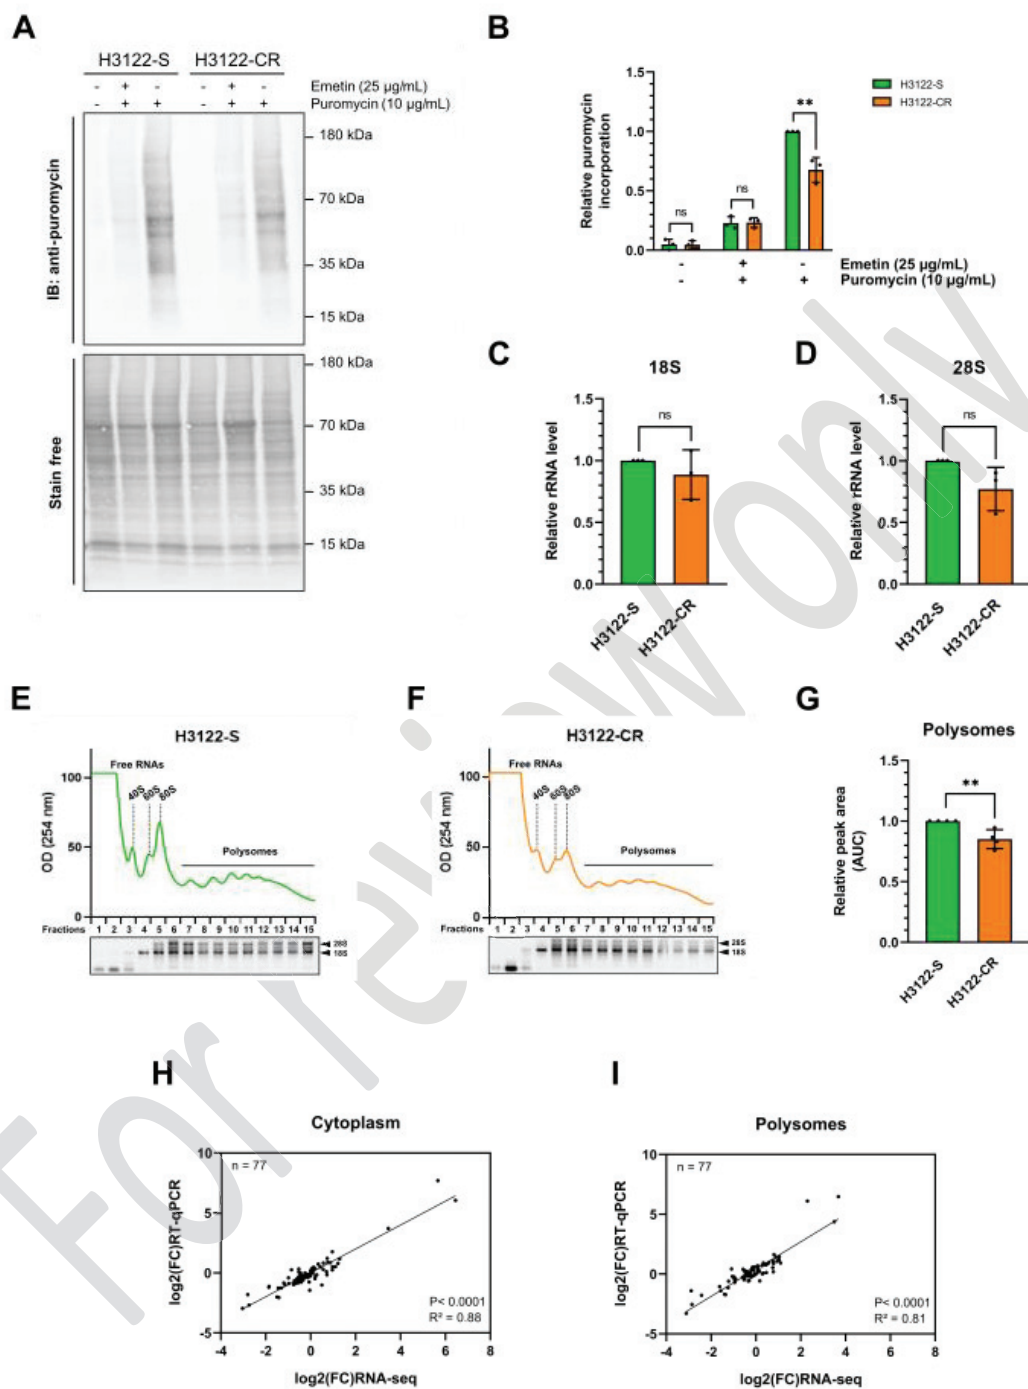 A
H3122-S H3122-CR
- + + - + + Emetin (25 µg/mL)
- + + - + + Puromycin (10 µg/mL)
IB: anti-puromycin
180 kDa
70 kDa
35 kDa
15 kDa
Stain free
180 kDa
70 kDa
35 kDa
15 kDa
B
Relative puromycin
incorporation
1.5
1.0
0.5
0.0
ns
ns
**
H3122-S
H3122-CR
- + - Emetin (25 µg/mL)
- + + Puromycin (10 µg/mL)
C
18S
Relative rRNA level
1.5
1.0
0.5
0.0
ns
H3122-S
H3122-CR
D
28S
Relative rRNA level
1.5
1.0
0.5
0.0
ns
H3122-S
H3122-CR
E
H3122-S
OD (254 nm)
100
50
0
Free RNAs
40S
60S
80S
Polysomes
Fractions 1 2 3 4 5 6 7 8 9 10 11 12 13 14 15
28S
18S
F
H3122-CR
OD (254 nm)
100
50
0
Free RNAs
40S
60S
80S
Polysomes
Fractions 1 2 3 4 5 6 7 8 9 10 11 12 13 14 15
28S
18S
G
Polysomes
Relative peak area
(AUC)
1.5
1.0
0.5
0.0
**
H3122-S
H3122-CR
H
Cytoplasm
log2(FC)RT-qPCR
10
5
0
-5
n = 77
P< 0.0001
R² = 0.88
-4 -2 0 2 4 6 8
log2(FC)RNA-seq
I
Polysomes
log2(FC)RT-qPCR
10
5
0
-5
n = 77
P< 0.0001
R² = 0.81
-4 -2 0 2 4 6 8
log2(FC)RNA-seq
For review only